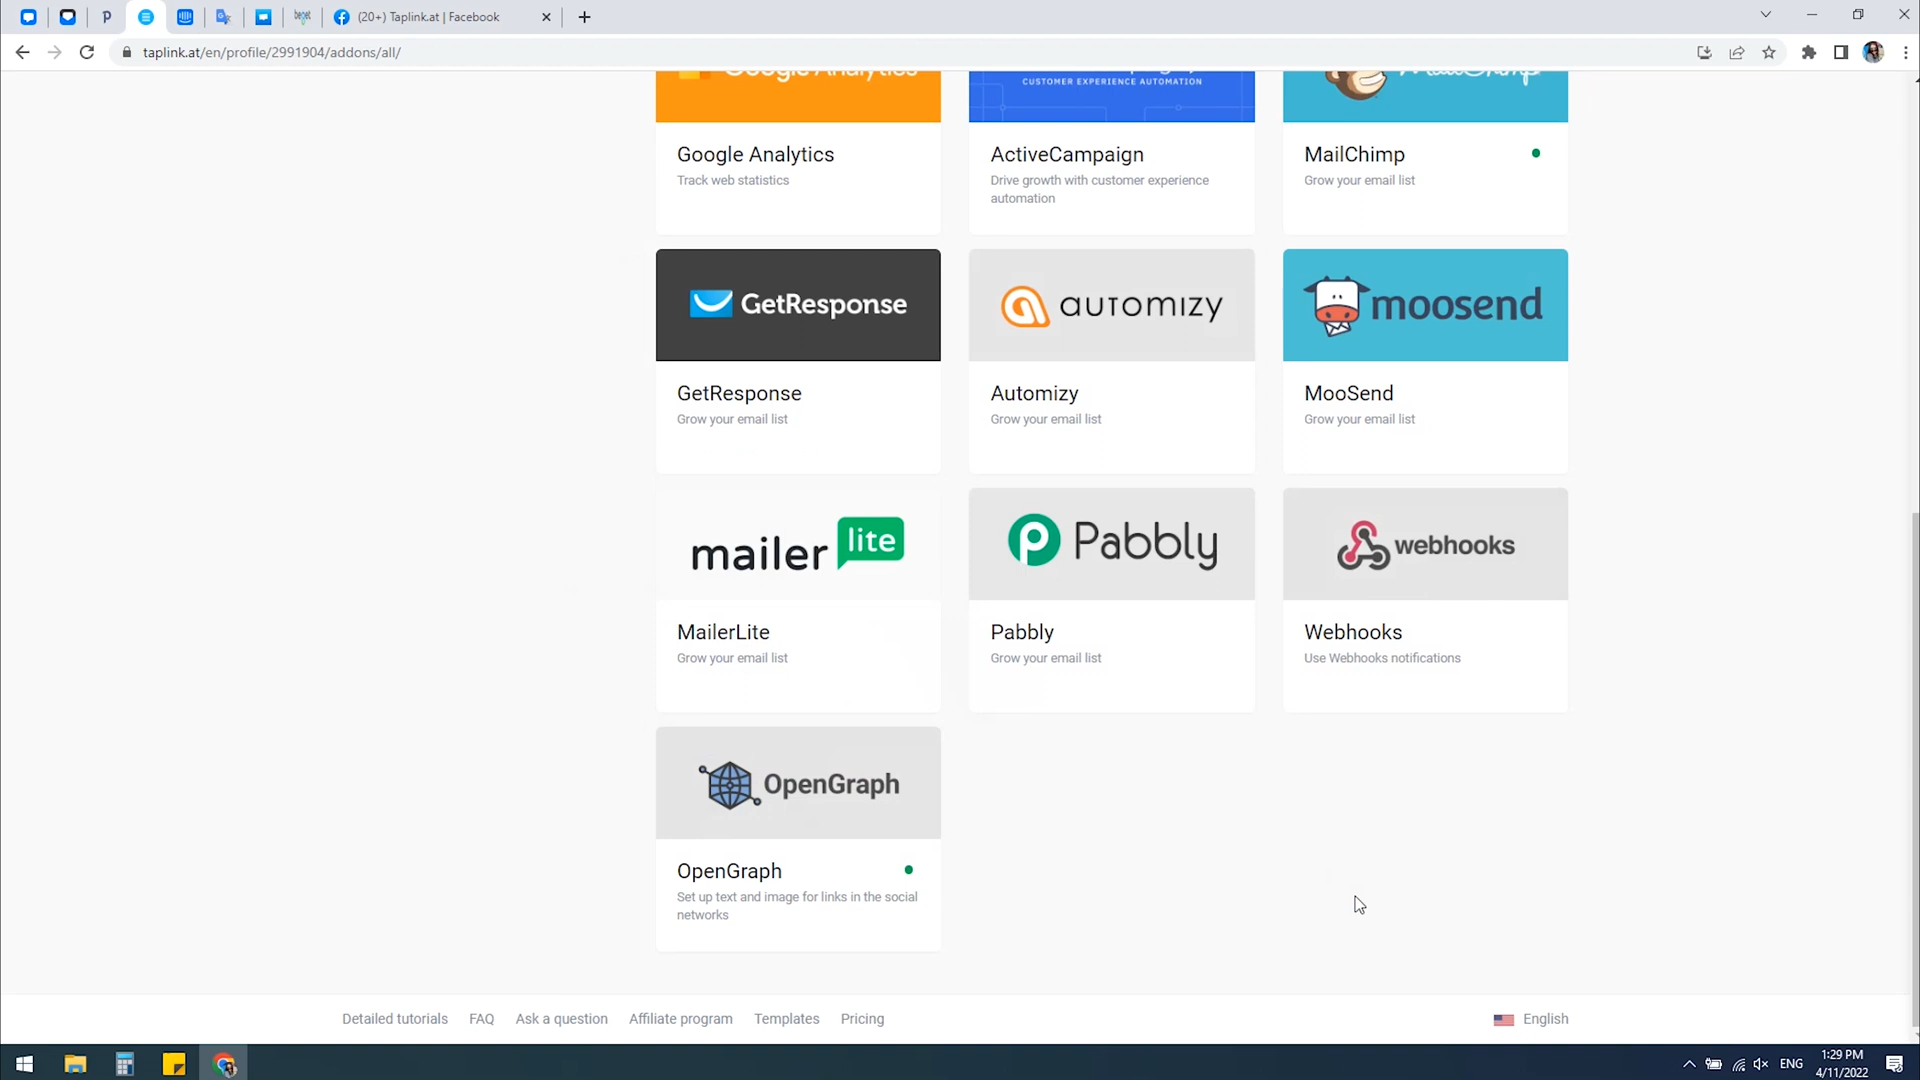 (20+) Taplink.at | Facebook
taplink.at/en/profile/2991904/addons/all/
Google Analytics
CUSTOMER EXPERIENCE AUTOMATION
MailChimp
Google Analytics
Track web statistics
ActiveCampaign
Drive growth with customer experience
automation
MailChimp
Grow your email list
GetResponse
automizy
moosend
GetResponse
Grow your email list
Automizy
Grow your email list
MooSend
Grow your email list
mailer lite
Pabbly
webhooks
MailerLite
Grow your email list
Pabbly
Grow your email list
Webhooks
Use Webhooks notifications
OpenGraph
OpenGraph
Set up text and image for links in the social
networks
Detailed tutorials FAQ Ask a question Affiliate program Templates Pricing English
ENG
1:29 PM
4/11/2022